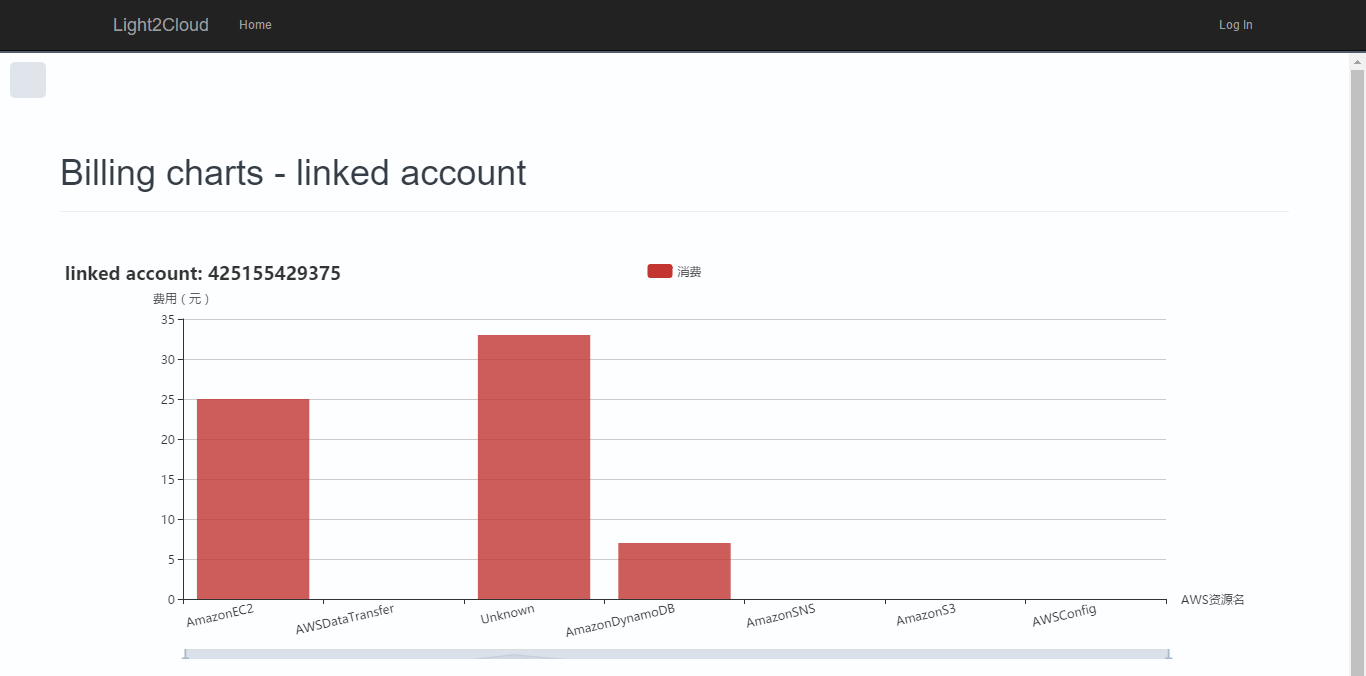 Light2Cloud Home Log In
Billing charts - linked account
linked account: 425155429375
消费
费用（元）
35
30
25
20
15
10
5
0
AmazonEC2 AWSDataTransfer Unknown AmazonDynamoDB AmazonSNS AmazonS3 AWSConfig AWS资源名